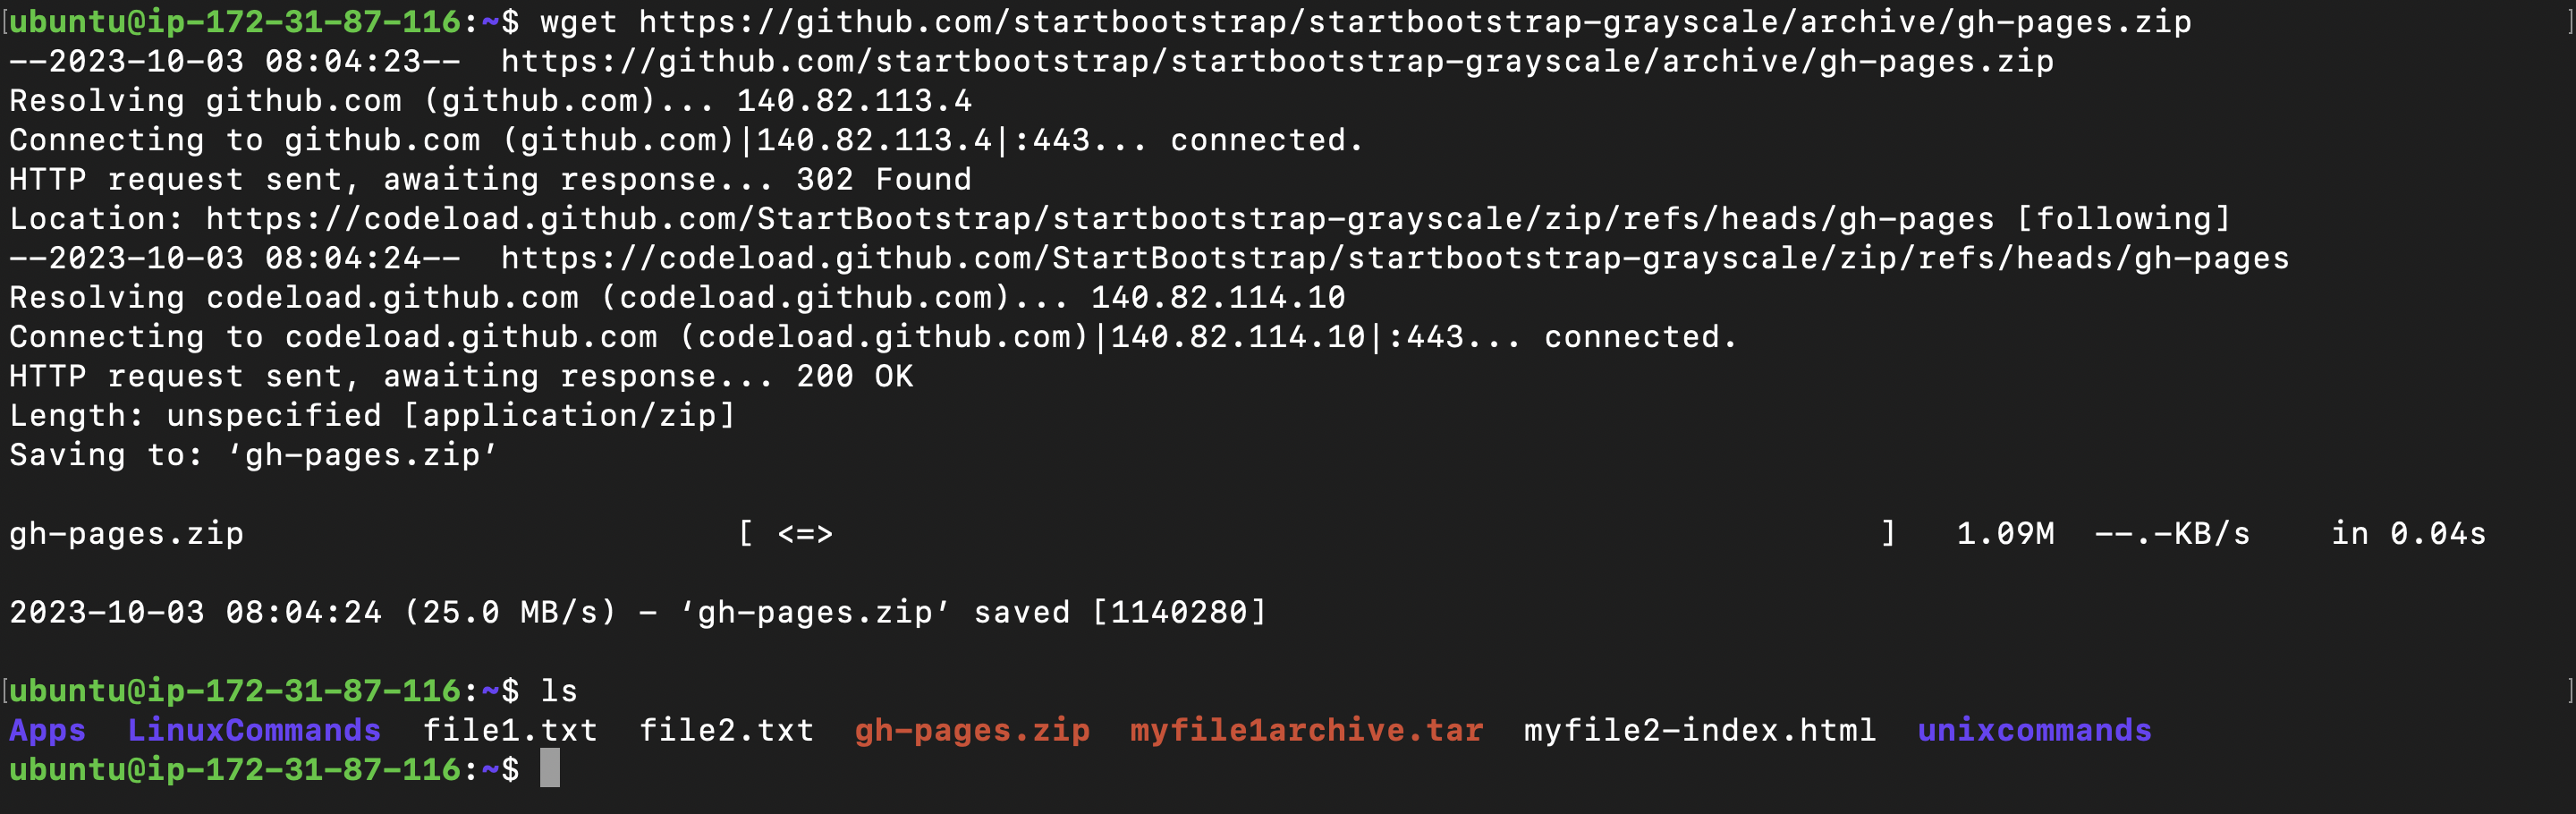 [ubuntu@ip-172-31-87-116:~$ wget https://github.com/startbootstrap/startbootstrap-grayscale/archive/gh-pages.zip ]
--2023-10-03 08:04:23--  https://github.com/startbootstrap/startbootstrap-grayscale/archive/gh-pages.zip
Resolving github.com (github.com)... 140.82.113.4
Connecting to github.com (github.com)|140.82.113.4|:443... connected.
HTTP request sent, awaiting response... 302 Found
Location: https://codeload.github.com/StartBootstrap/startbootstrap-grayscale/zip/refs/heads/gh-pages [following]
--2023-10-03 08:04:24--  https://codeload.github.com/StartBootstrap/startbootstrap-grayscale/zip/refs/heads/gh-pages
Resolving codeload.github.com (codeload.github.com)... 140.82.114.10
Connecting to codeload.github.com (codeload.github.com)|140.82.114.10|:443... connected.
HTTP request sent, awaiting response... 200 OK
Length: unspecified [application/zip]
Saving to: ‘gh-pages.zip’
gh-pages.zip [ <=> ] 1.09M --.-KB/s in 0.04s
2023-10-03 08:04:24 (25.0 MB/s) - ‘gh-pages.zip’ saved [1140280]
[ubuntu@ip-172-31-87-116:~$ ls ]
Apps  LinuxCommands  file1.txt  file2.txt  gh-pages.zip  myfile1archive.tar  myfile2-index.html  unixcommands
ubuntu@ip-172-31-87-116:~$